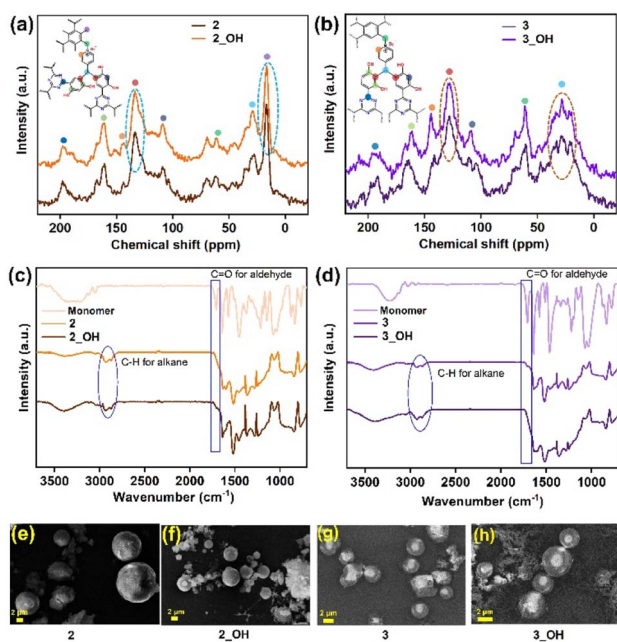 (a)
2
2_OH
Intensity (a.u.)
200 150 100 50 0
Chemical shift (ppm)
(b)
3
3_OH
Intensity (a.u.)
200 150 100 50 0
Chemical shift (ppm)
(c)
C=O for aldehyde
Monomer
2
2_OH
C-H for alkane
Intensity (a.u.)
3500 3000 2500 2000 1500 1000
Wavenumber (cm⁻¹)
(d)
C=O for aldehyde
Monomer
3
3_OH
C-H for alkane
Intensity (a.u.)
3500 3000 2500 2000 1500 1000
Wavenumber (cm⁻¹)
(e)
2 µm
2
(f)
2 µm
2_OH
(g)
2 µm
3
(h)
2 µm
3_OH